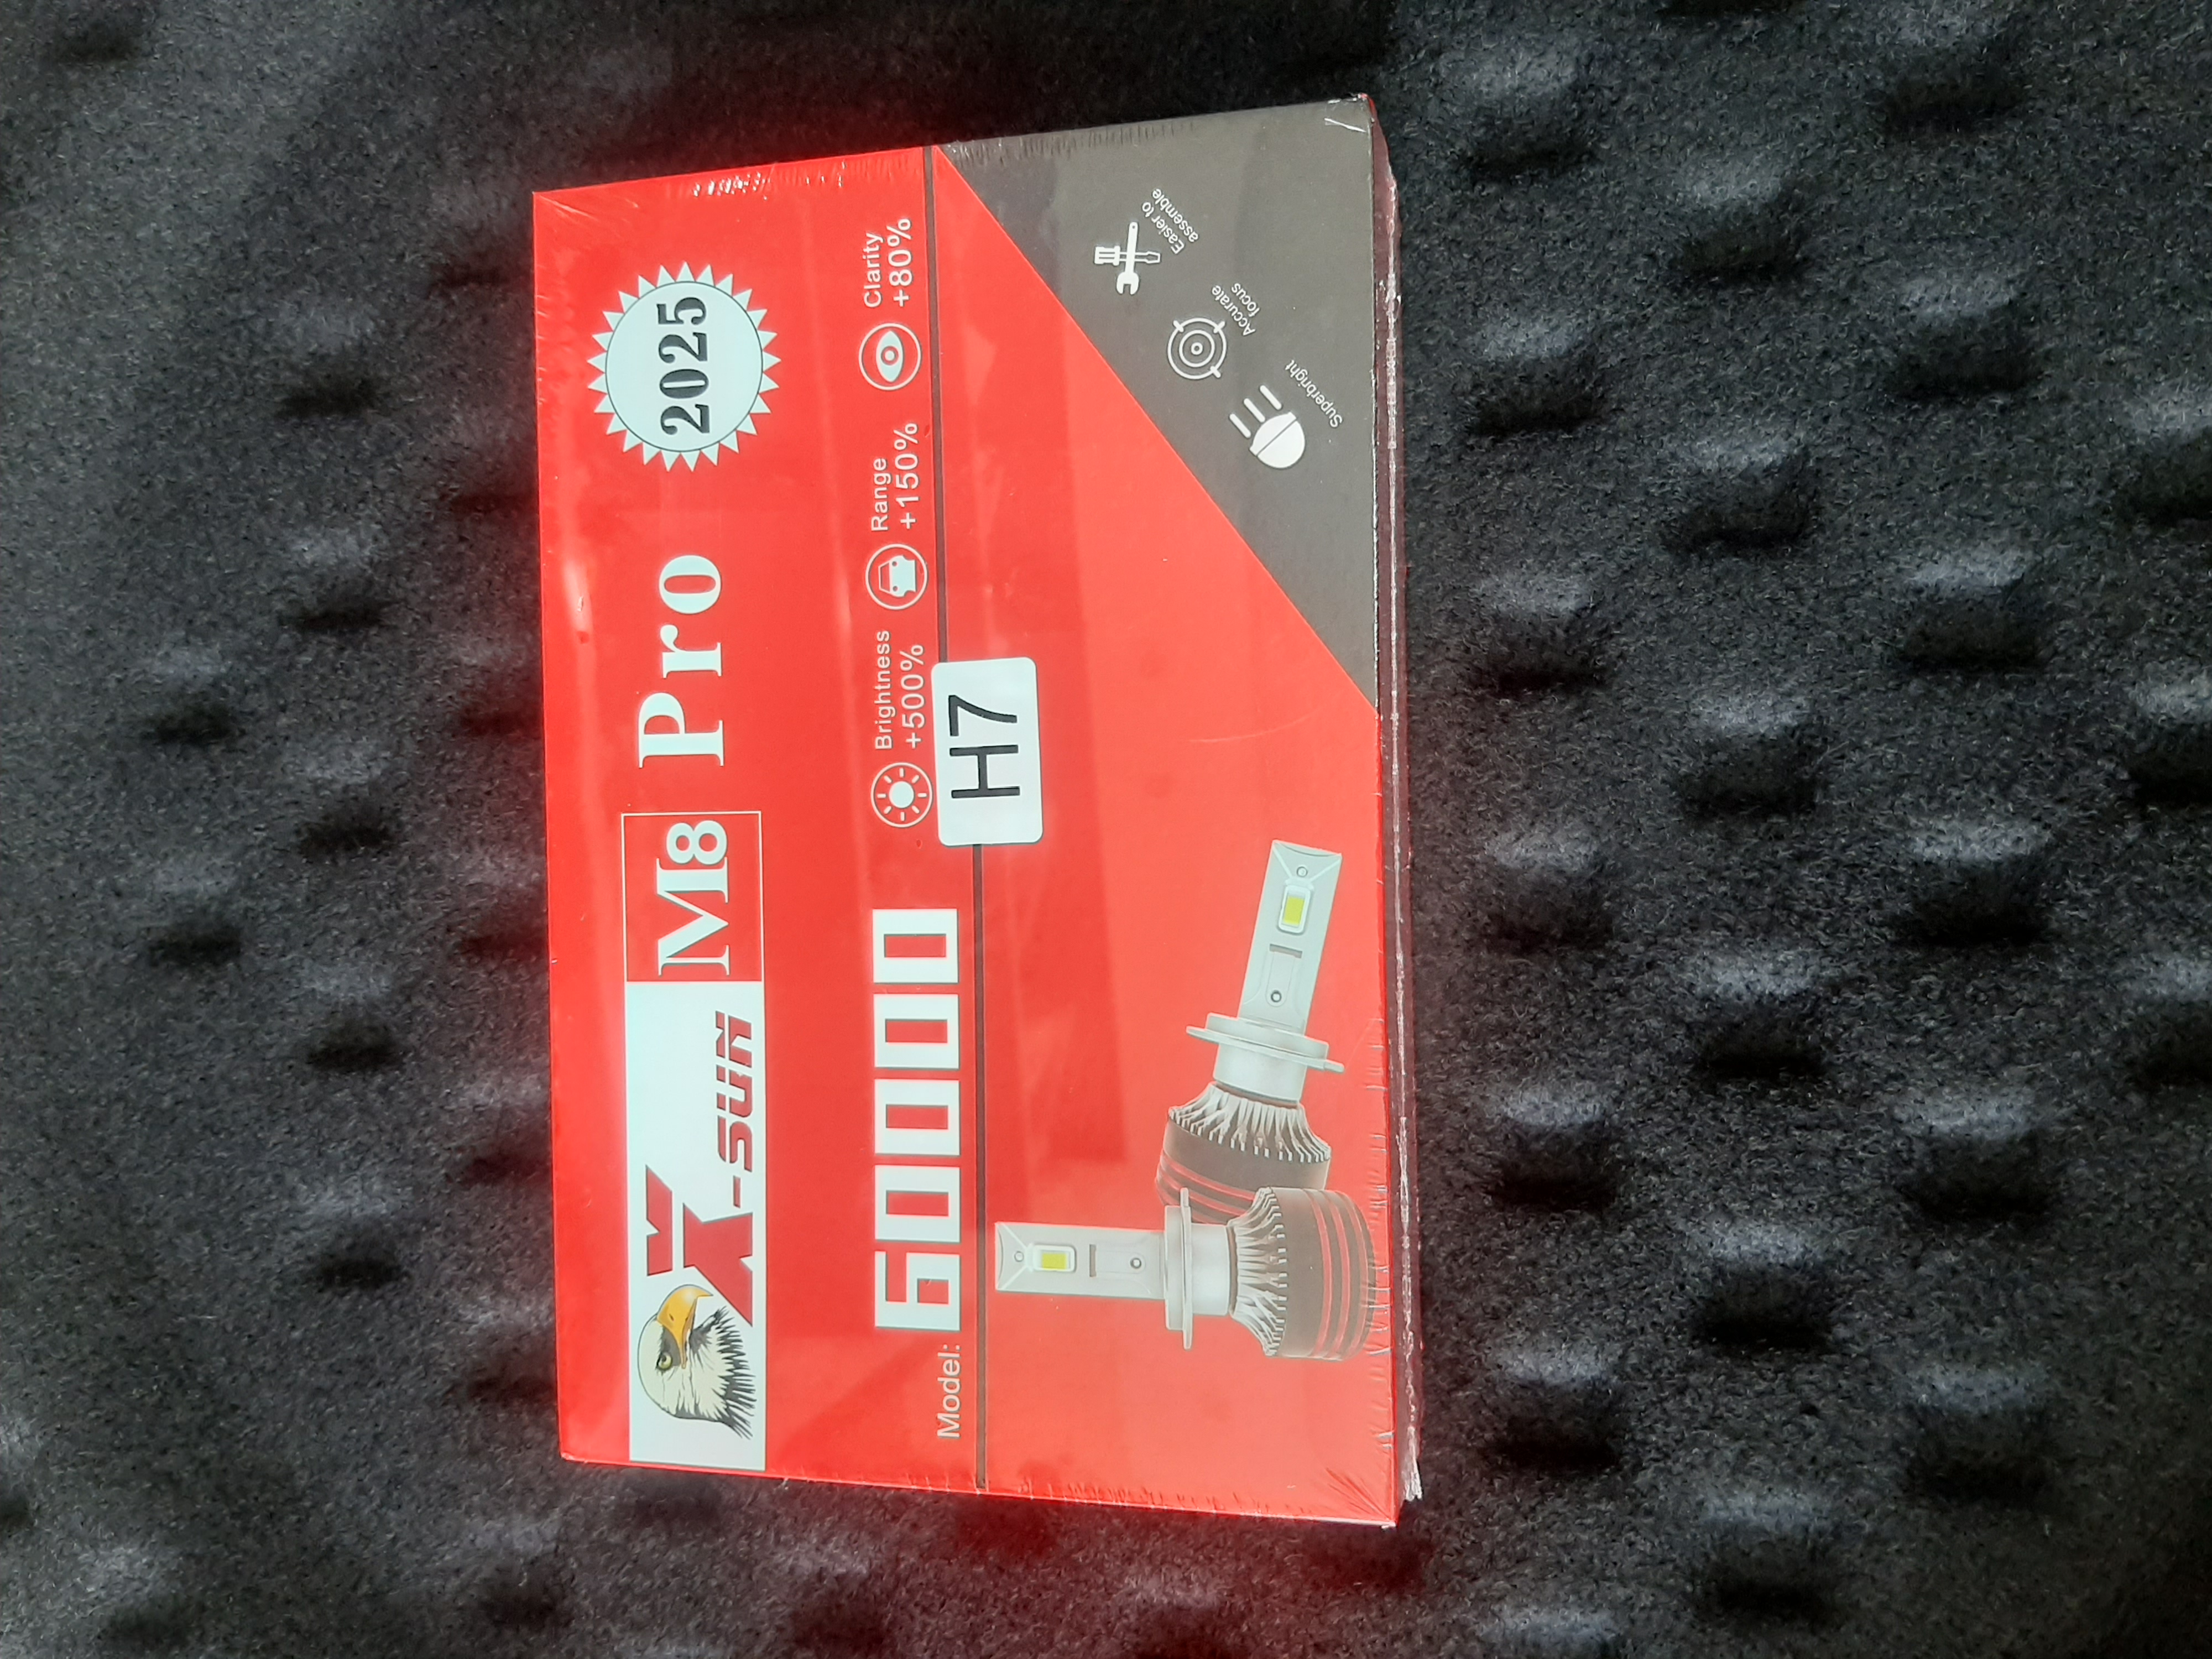 X-SUN M8 Pro
2025
Model: 60000
Brightness
+500%
Range
+150%
Clarity
+80%
H7
Superbright
Accurate
focus
Easier to
assemble